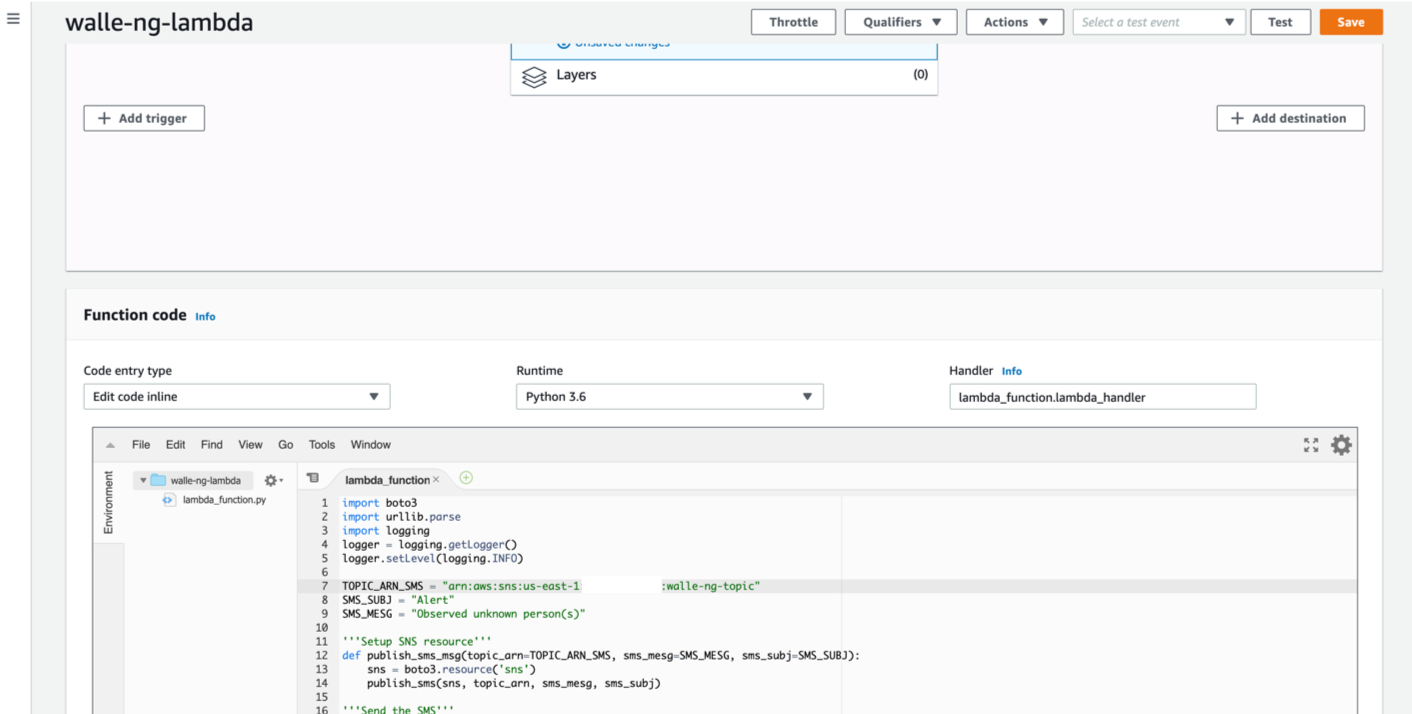 walle-ng-lambda
Throttle
Qualifiers
Actions
Select a test event
Test
Save
Unsaved changes
Layers
(0)
Add trigger
Add destination
Function code Info
Code entry type
Edit code inline
Runtime
Python 3.6
Handler Info
lambda_function.lambda_handler
File Edit Find View Go Tools Window
Environment
walle-ng-lambda
lambda_function.py
lambda_function
1 import boto3
2 import urllib.parse
3 import logging
4 logger = logging.getLogger()
5 logger.setLevel(logging.INFO)
6
7 TOPIC_ARN_SMS = "arn:aws:sns:us-east-1: :walle-ng-topic"
8 SMS_SUBJ = "Alert"
9 SMS_MESG = "Observed unknown person(s)"
10
11 '''Setup SNS resource'''
12 def publish_sms_msg(topic_arn=TOPIC_ARN_SMS, sms_mesg=SMS_MESG, sms_subj=SMS_SUBJ):
13 sns = boto3.resource('sns')
14 publish_sms(sns, topic_arn, sms_mesg, sms_subj)
15
16 '''Send the SMS'''